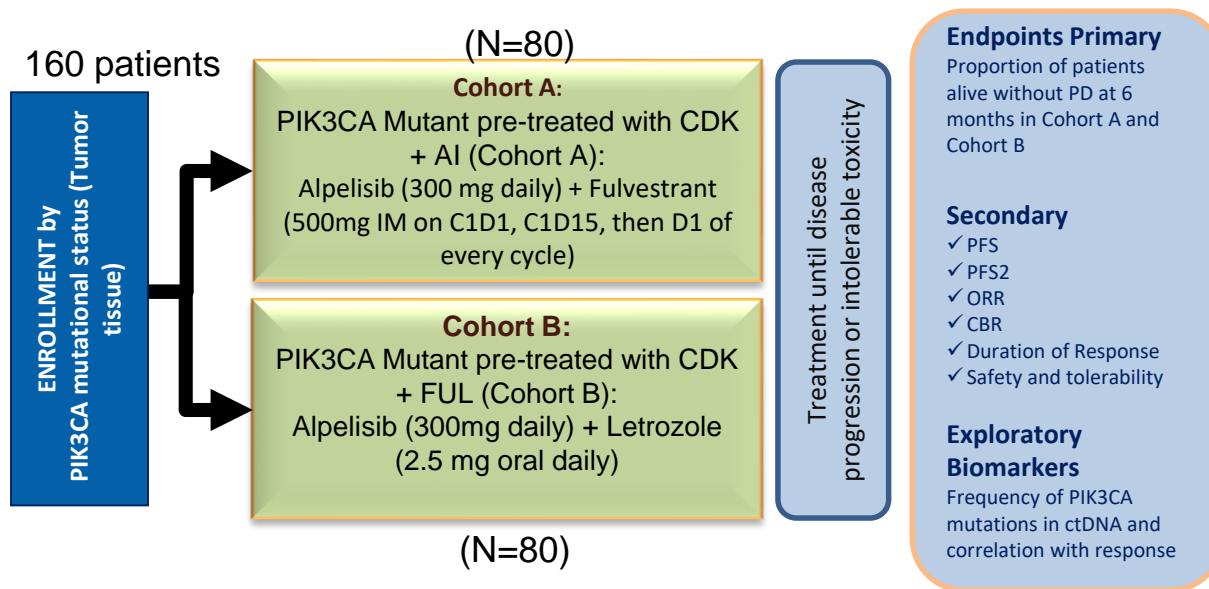 160 patients
ENROLLMENT by
PIK3CA mutational status (Tumor
tissue)
(N=80)
Cohort A:
PIK3CA Mutant pre-treated with CDK
+ AI (Cohort A):
Alpelisib (300 mg daily) + Fulvestrant
(500mg IM on C1D1, C1D15, then D1 of
every cycle)
Cohort B:
PIK3CA Mutant pre-treated with CDK
+ FUL (Cohort B):
Alpelisib (300mg daily) + Letrozole
(2.5 mg oral daily)
(N=80)
Treatment until disease
progression or intolerable toxicity
Endpoints Primary
Proportion of patients
alive without PD at 6
months in Cohort A and
Cohort B
Secondary
✓ PFS
✓ PFS2
✓ ORR
✓ CBR
✓ Duration of Response
✓ Safety and tolerability
Exploratory
Biomarkers
Frequency of PIK3CA
mutations in ctDNA and
correlation with response